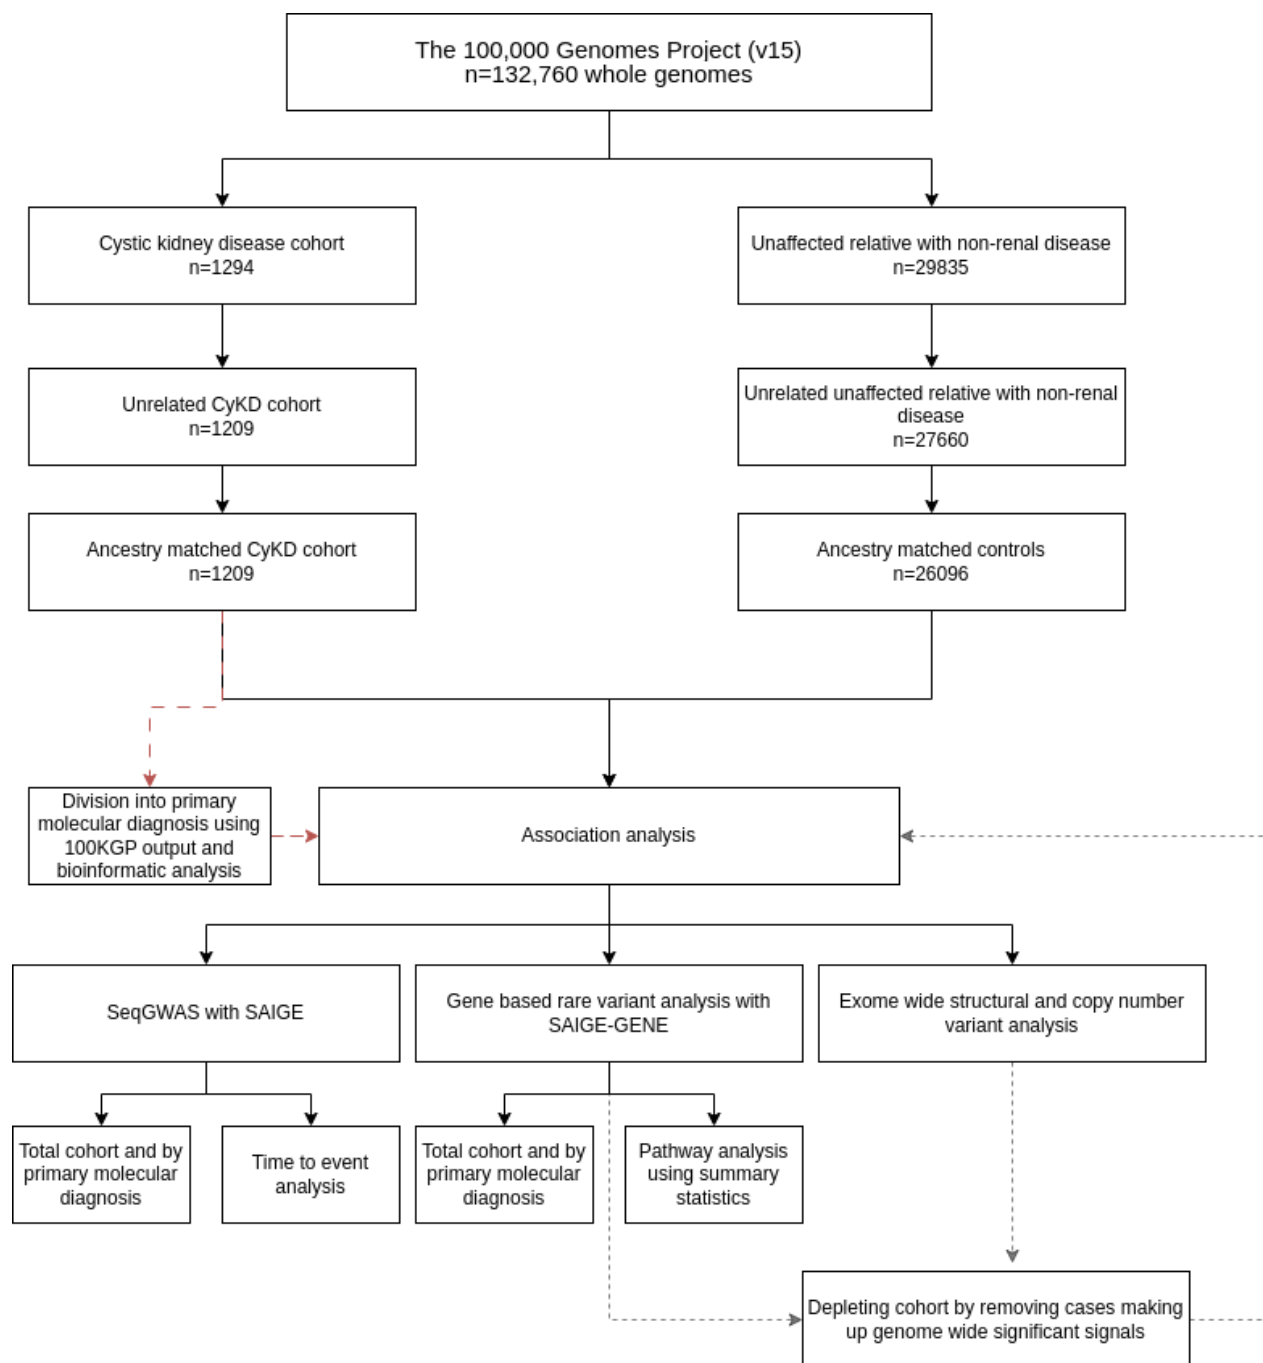 The 100,000 Genomes Project (v15)
n=132,760 whole genomes
Cystic kidney disease cohort
n=1294
Unaffected relative with non-renal disease
n=29835
Unrelated CyKD cohort
n=1209
Unrelated unaffected relative with non-renal
disease
n=27660
Ancestry matched CyKD cohort
n=1209
Ancestry matched controls
n=26096
Division into primary
molecular diagnosis using
100KGP output and
bioinformatic analysis
Association analysis
SeqGWAS with SAIGE
Gene based rare variant analysis with
SAIGE-GENE
Exome wide structural and copy number
variant analysis
Total cohort and by
primary molecular
diagnosis
Time to event
analysis
Total cohort and by
primary molecular
diagnosis
Pathway analysis
using summary
statistics
Depleting cohort by removing cases making
up genome wide significant signals